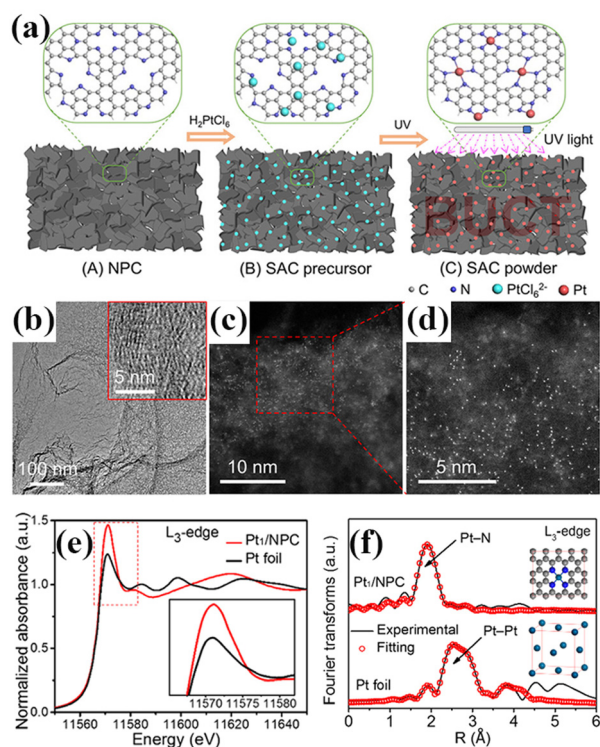 (a)
H₂PtCl₆
UV
UV light
BUCT
(A) NPC
(B) SAC precursor
(C) SAC powder
C N PtCl₆²⁻ Pt
(b)
5 nm
100 nm
(c)
10 nm
(d)
5 nm
(e)
L₃-edge
Pt₁/NPC
Pt foil
Normalized absorbance (a.u.)
1.5
1.0
0.5
0.0
11570 11575 11580
11560 11580 11600 11620 11640
Energy (eV)
(f)
L₃-edge
Pt–N
Pt₁/NPC
Experimental
Fitting
Pt–Pt
Pt foil
Fourier transforms (a.u.)
0 1 2 3 4 5 6
R (Å)